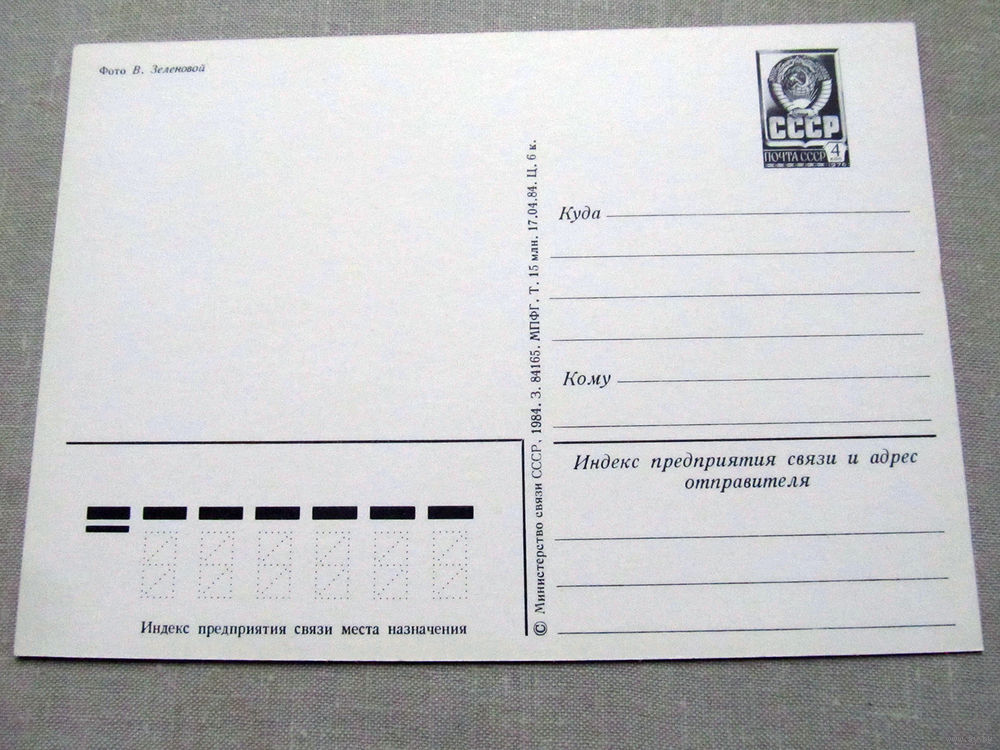 Фото В. Зеленовой
СССР
ПОЧТА СССР 4
1976
Куда
Кому
Индекс предприятия связи и адрес
отправителя
© Министерство связи СССР, 1984. З. 84165. МПФГ. Т. 15 млн. 17.04.84. Ц. 6 к.
Индекс предприятия связи места назначения